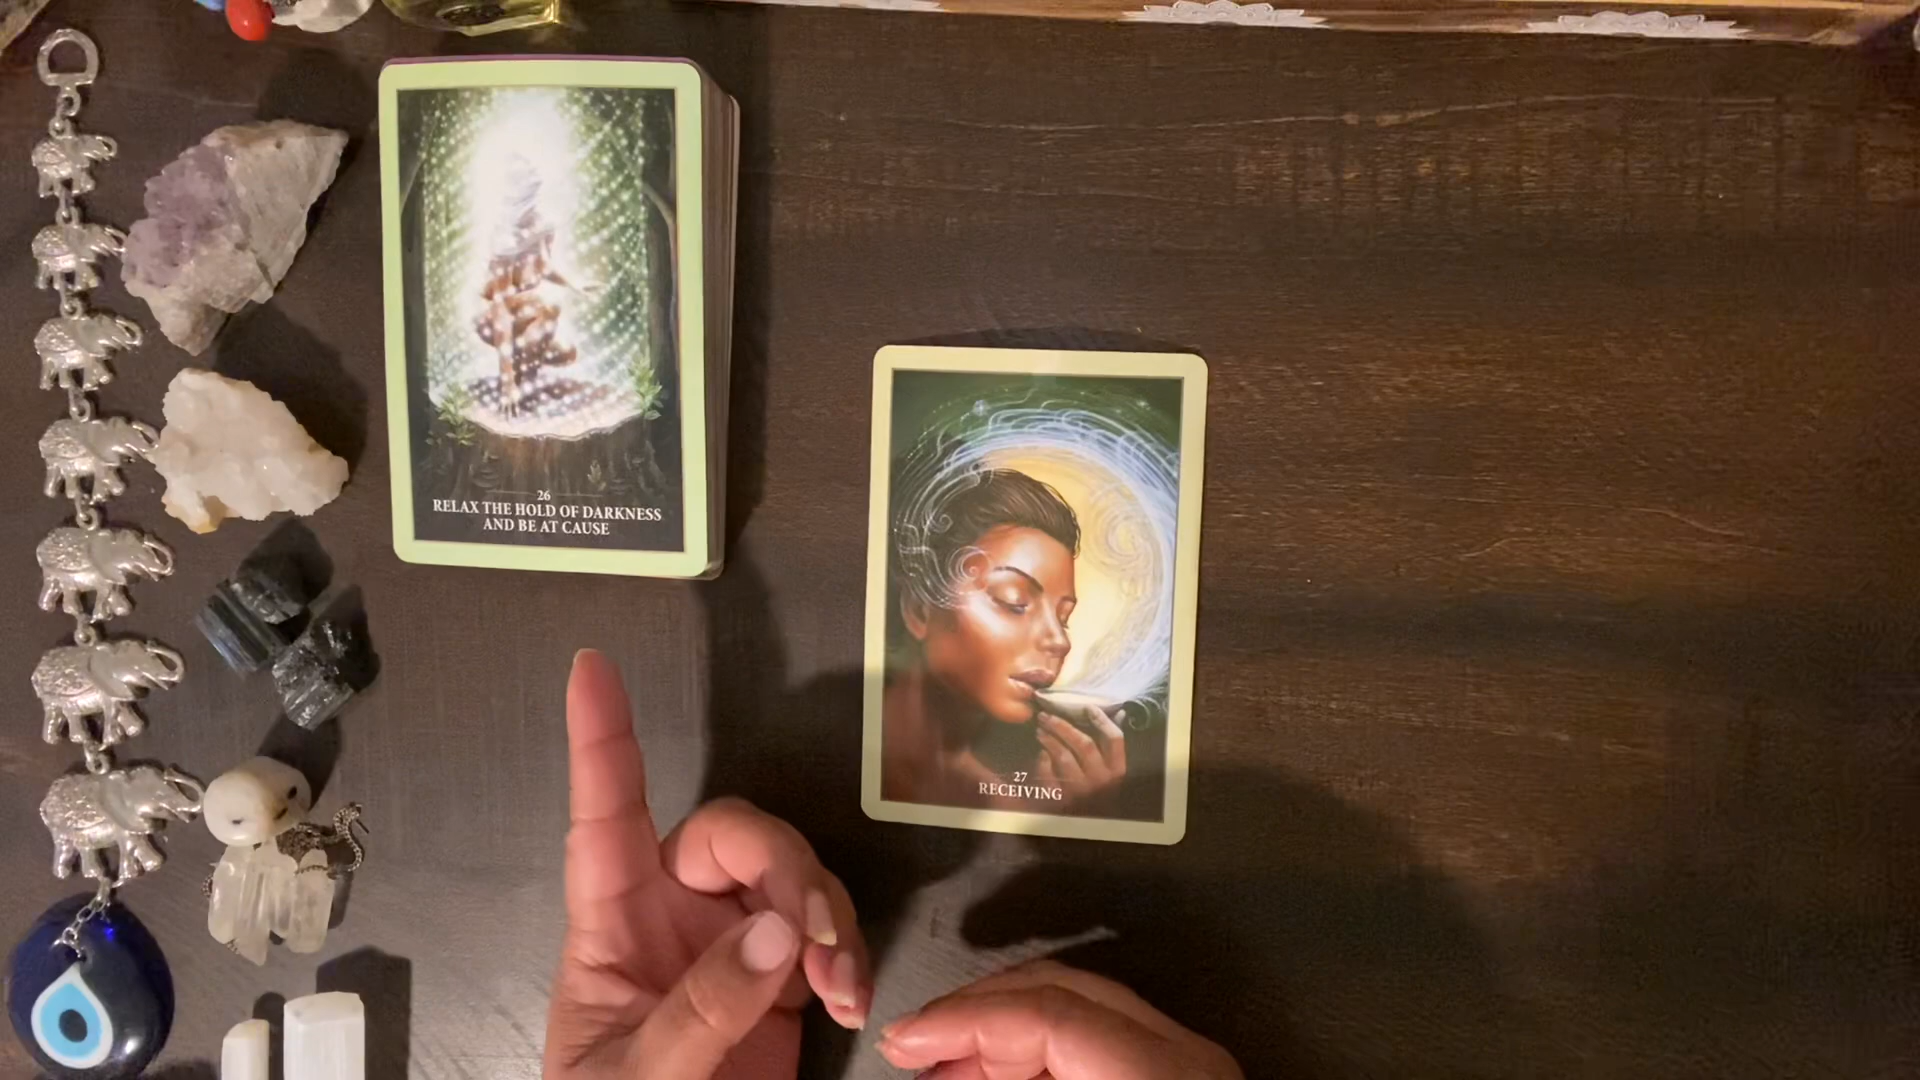 26
RELAX THE HOLD OF DARKNESS
AND BE AT CAUSE
27
RECEIVING